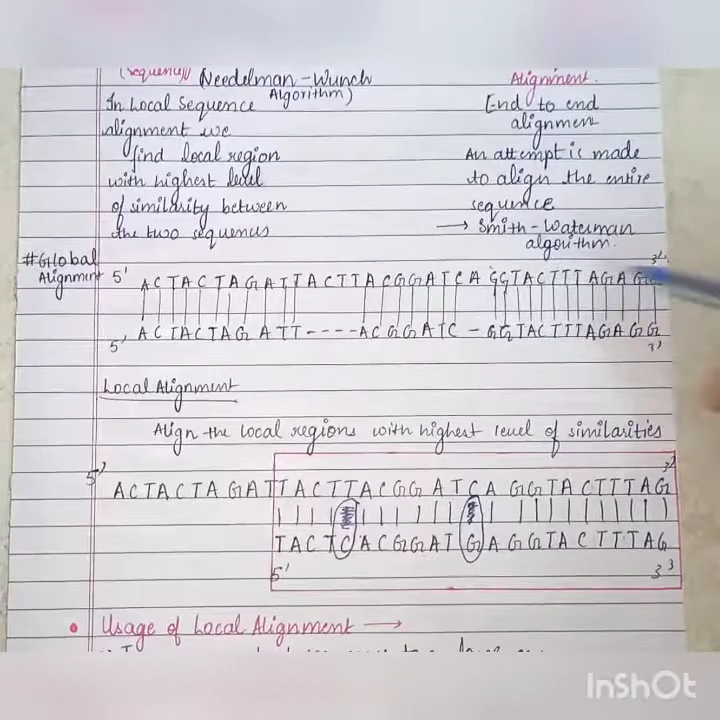 (Sequence)) Needelman-Wunch Alignment.
Algorithm)
In Local Sequence End to end
alignment we alignmen
find local region An attempt is made
with highest level to align the entire
of similarity between sequence
the two sequences → Smith-Waterman
algorithm.
#Global
Alignment 5' ACTACTAGATTACTTACGGATCAGGTACTTTAGAGG 3'
5' ACTACTAGATT----ACGGATC-GGTACTTTAGAGG 3'
Local Alignment
Align the local regions with highest level of similarities
5' ACTACTAGATTACTTACGGATCAGGTACTTTAG 3'
TACTCACGGATGAGGTACTTTAG
5' 3 3
• Usage of Local Alignment →
InShOt